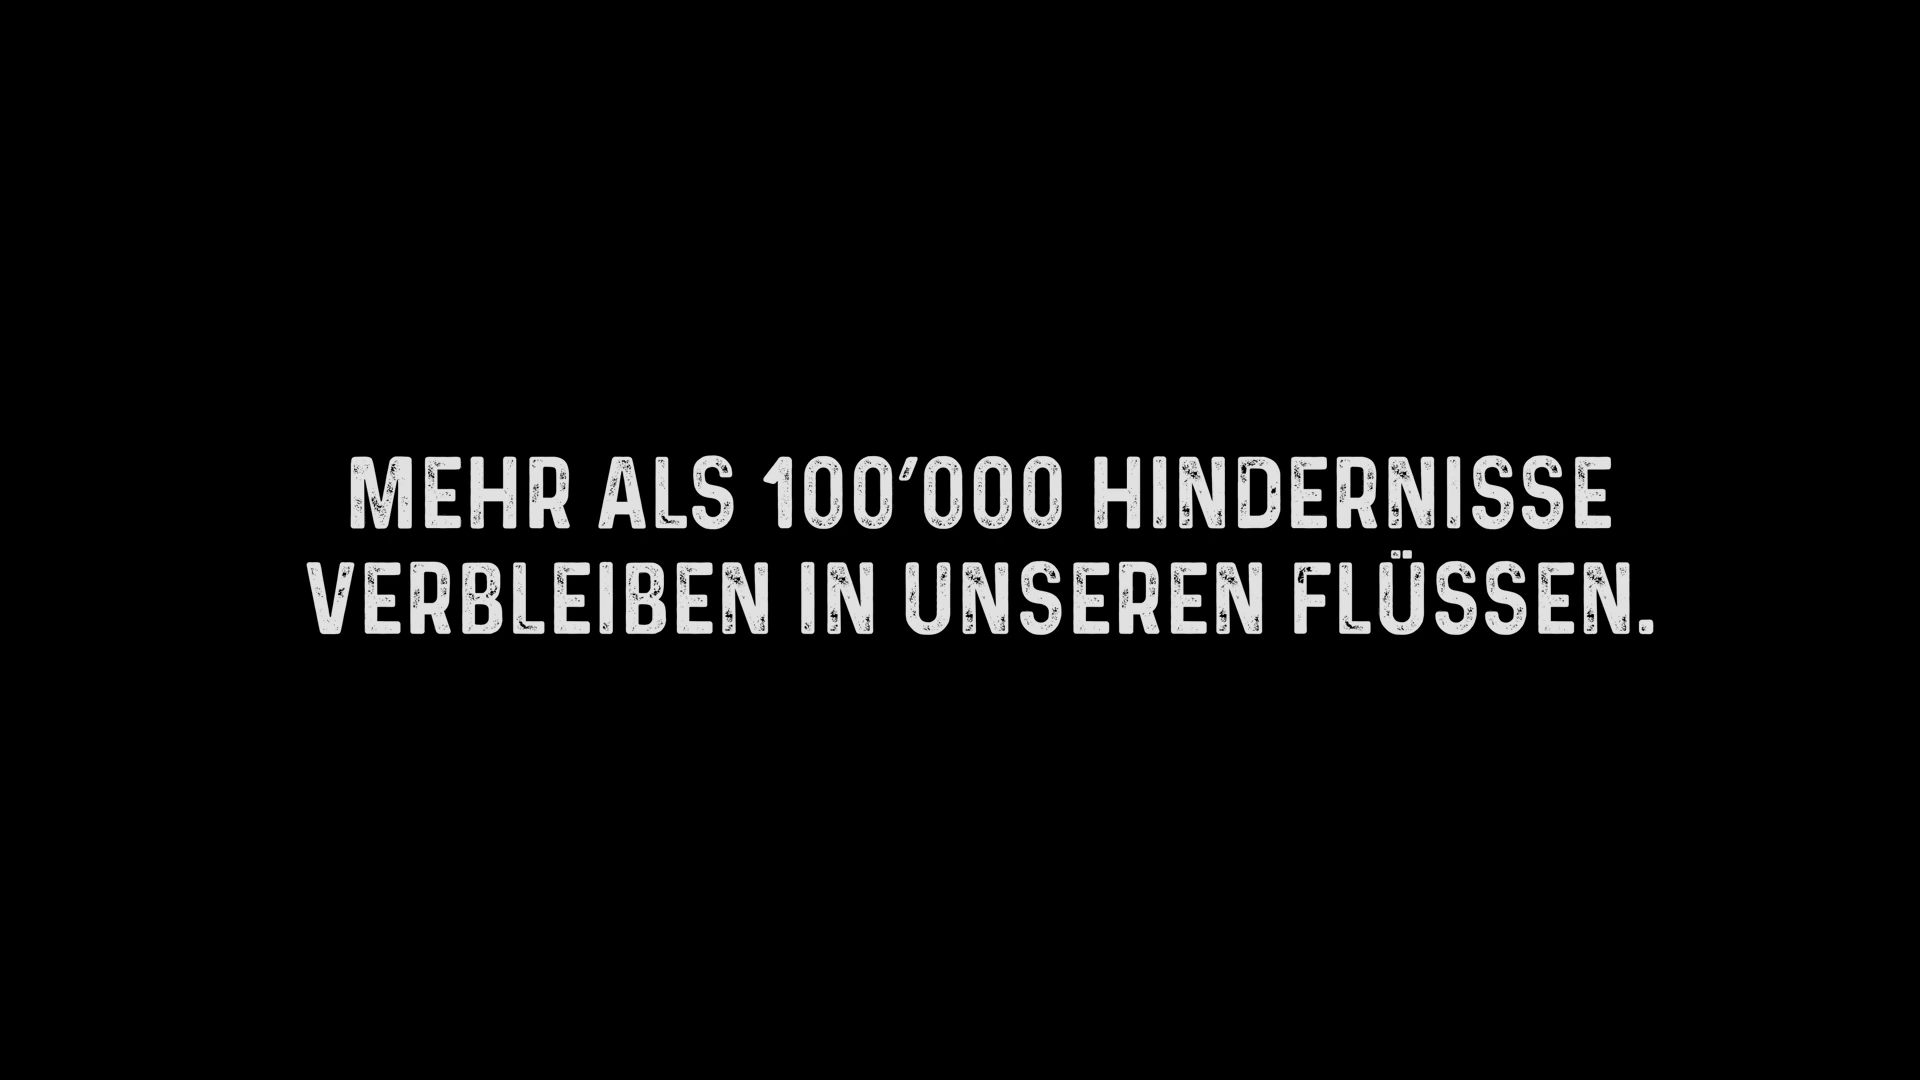 MEHR ALS 100’000 HINDERNISSE
VERBLEIBEN IN UNSEREN FLÜSSEN.